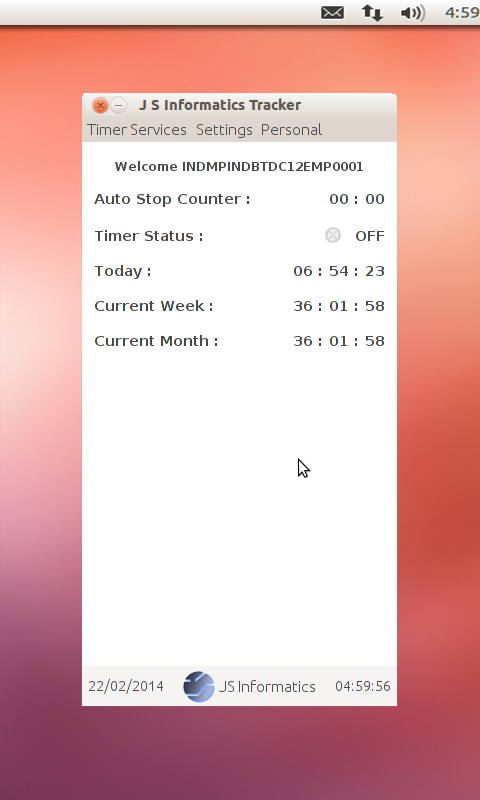 4:59
J S Informatics Tracker
Timer Services Settings Personal
Welcome INDMPINDBTDC12EMP0001
Auto Stop Counter : 00 : 00
Timer Status : OFF
Today : 06 : 54 : 23
Current Week : 36 : 01 : 58
Current Month : 36 : 01 : 58
22/02/2014 JS Informatics 04:59:56